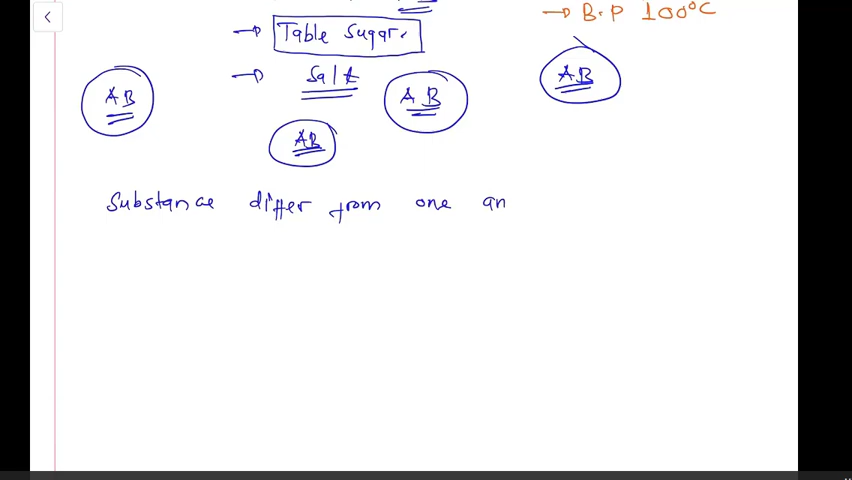 → B.P 100°C
→ Table Sugar.
→ Salt
AB
AB
AB
AB
Substance differ from one an